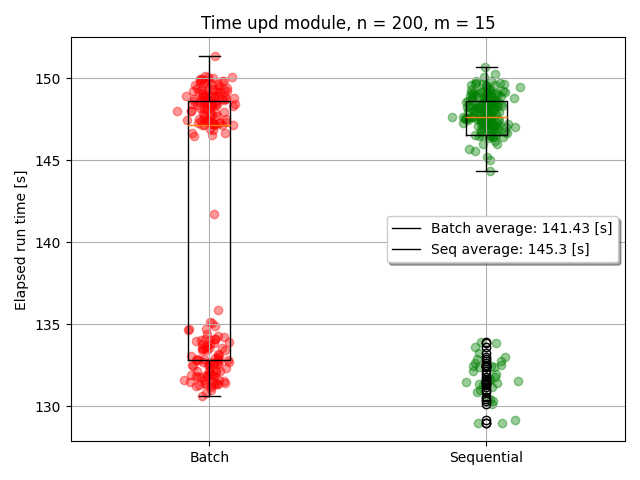 Time upd module, n = 200, m = 15
Elapsed run time [s]
150
145
140
135
130
Batch average: 141.43 [s]
Seq average: 145.3 [s]
Batch
Sequential